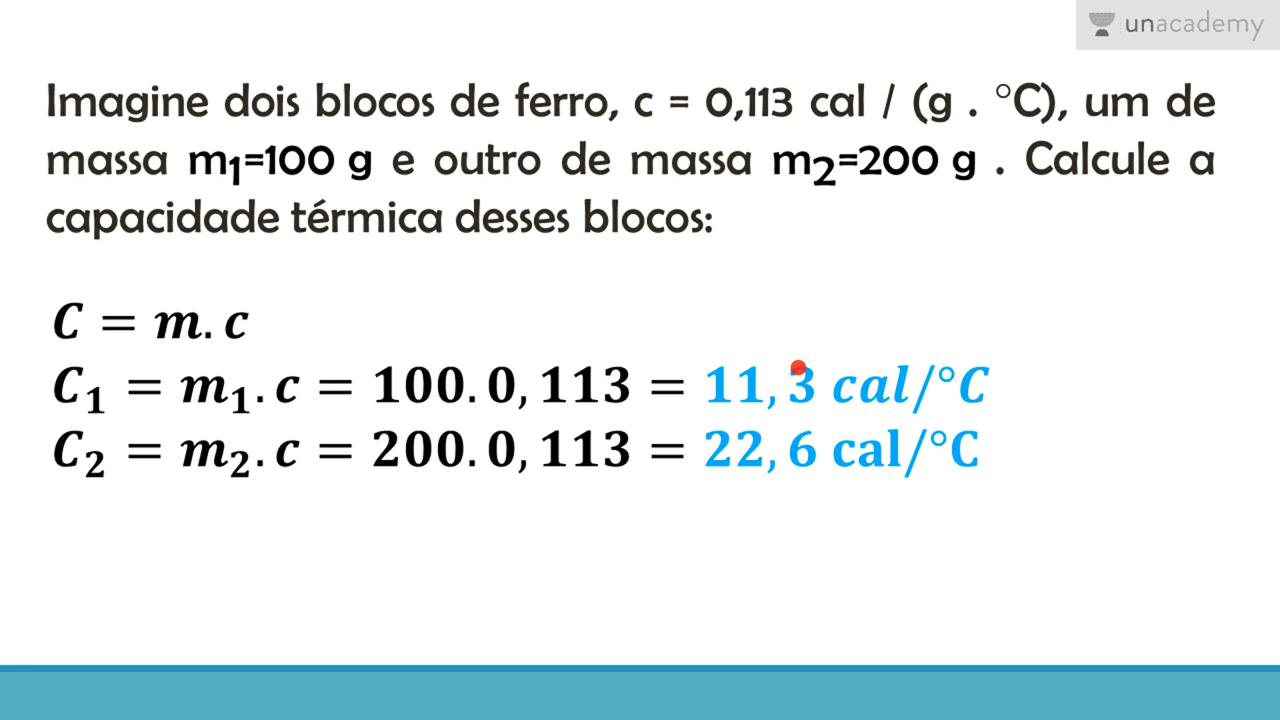 unacademy
Imagine dois blocos de ferro, c = 0,113 cal / (g . °C), um de
massa m₁=100 g e outro de massa m₂=200 g . Calcule a
capacidade térmica desses blocos:
C = m. c
C₁ = m₁. c = 100. 0, 113 = 11, 3 cal/°C
C₂ = m₂. c = 200. 0, 113 = 22, 6 cal/°C